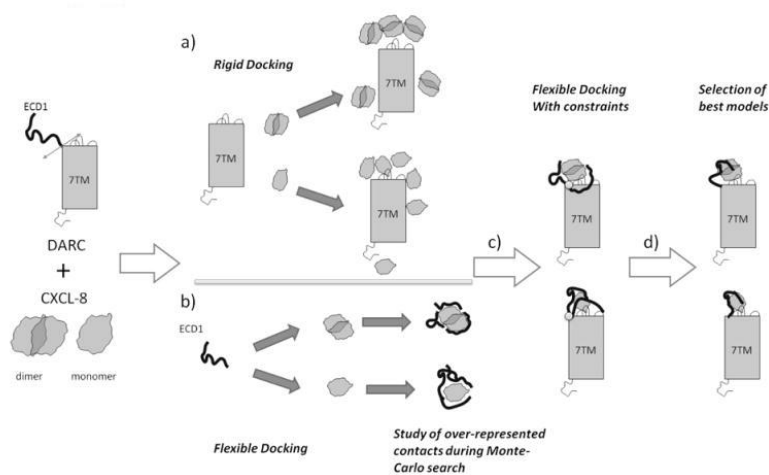 ECD1
7TM
DARC
+
CXCL-8
dimer
monomer
a)
Rigid Docking
7TM
7TM
7TM
b)
ECD1
Flexible Docking
Study of over-represented
contacts during Monte-
Carlo search
c)
Flexible Docking
With constraints
7TM
7TM
d)
Selection of
best models
7TM
7TM